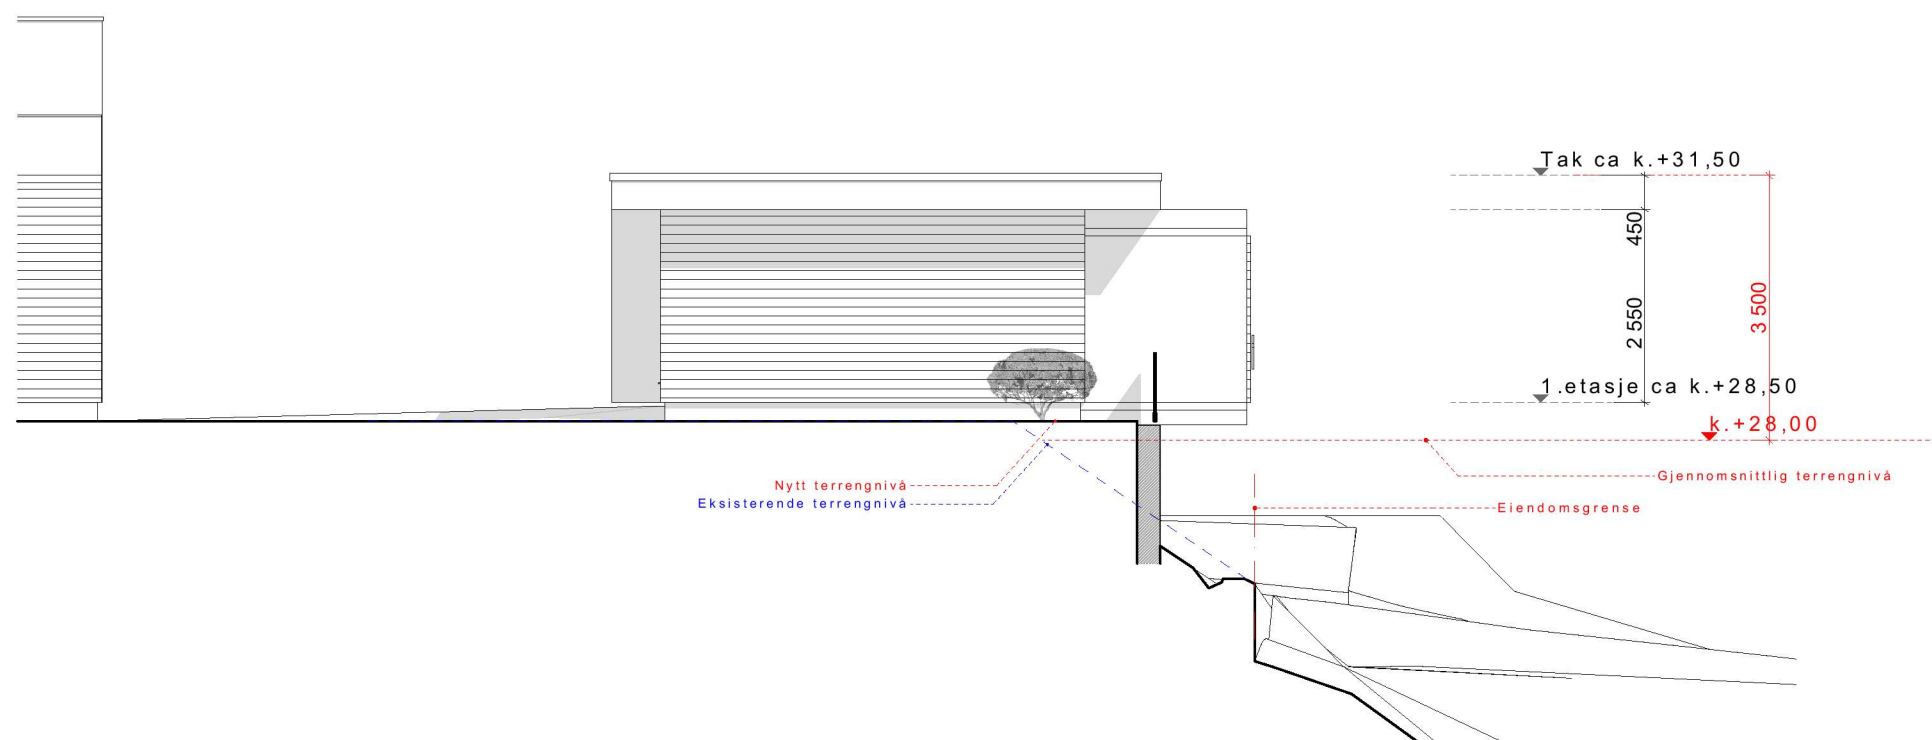 Tak ca k.+31,50
450
2 550
3 500
1.etasje ca k.+28,50
k.+28,00
Gjennomsnittlig terrengnivå
Nytt terrengnivå
Eksisterende terrengnivå
Eiendomsgrense